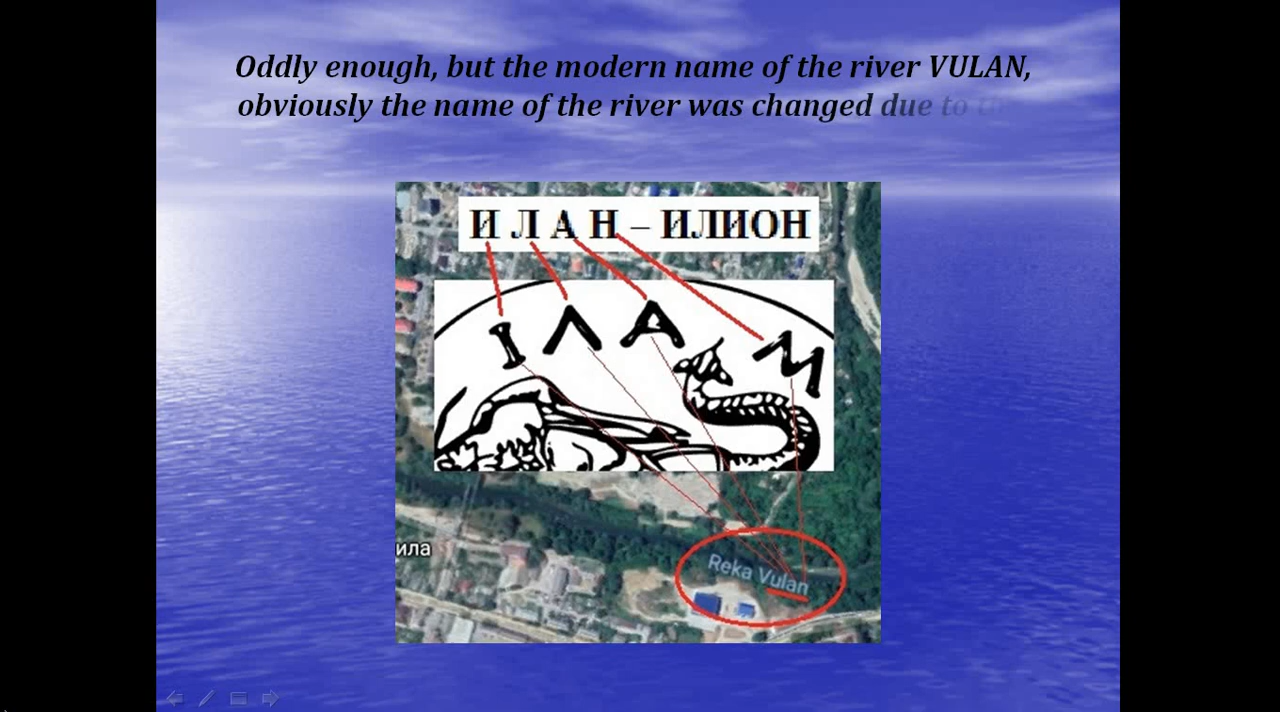 Oddly enough, but the modern name of the river VULAN,
obviously the name of the river was changed due to
И Л А Н – ИЛИОН
І Λ Α Μ
ила
Reka Vulan